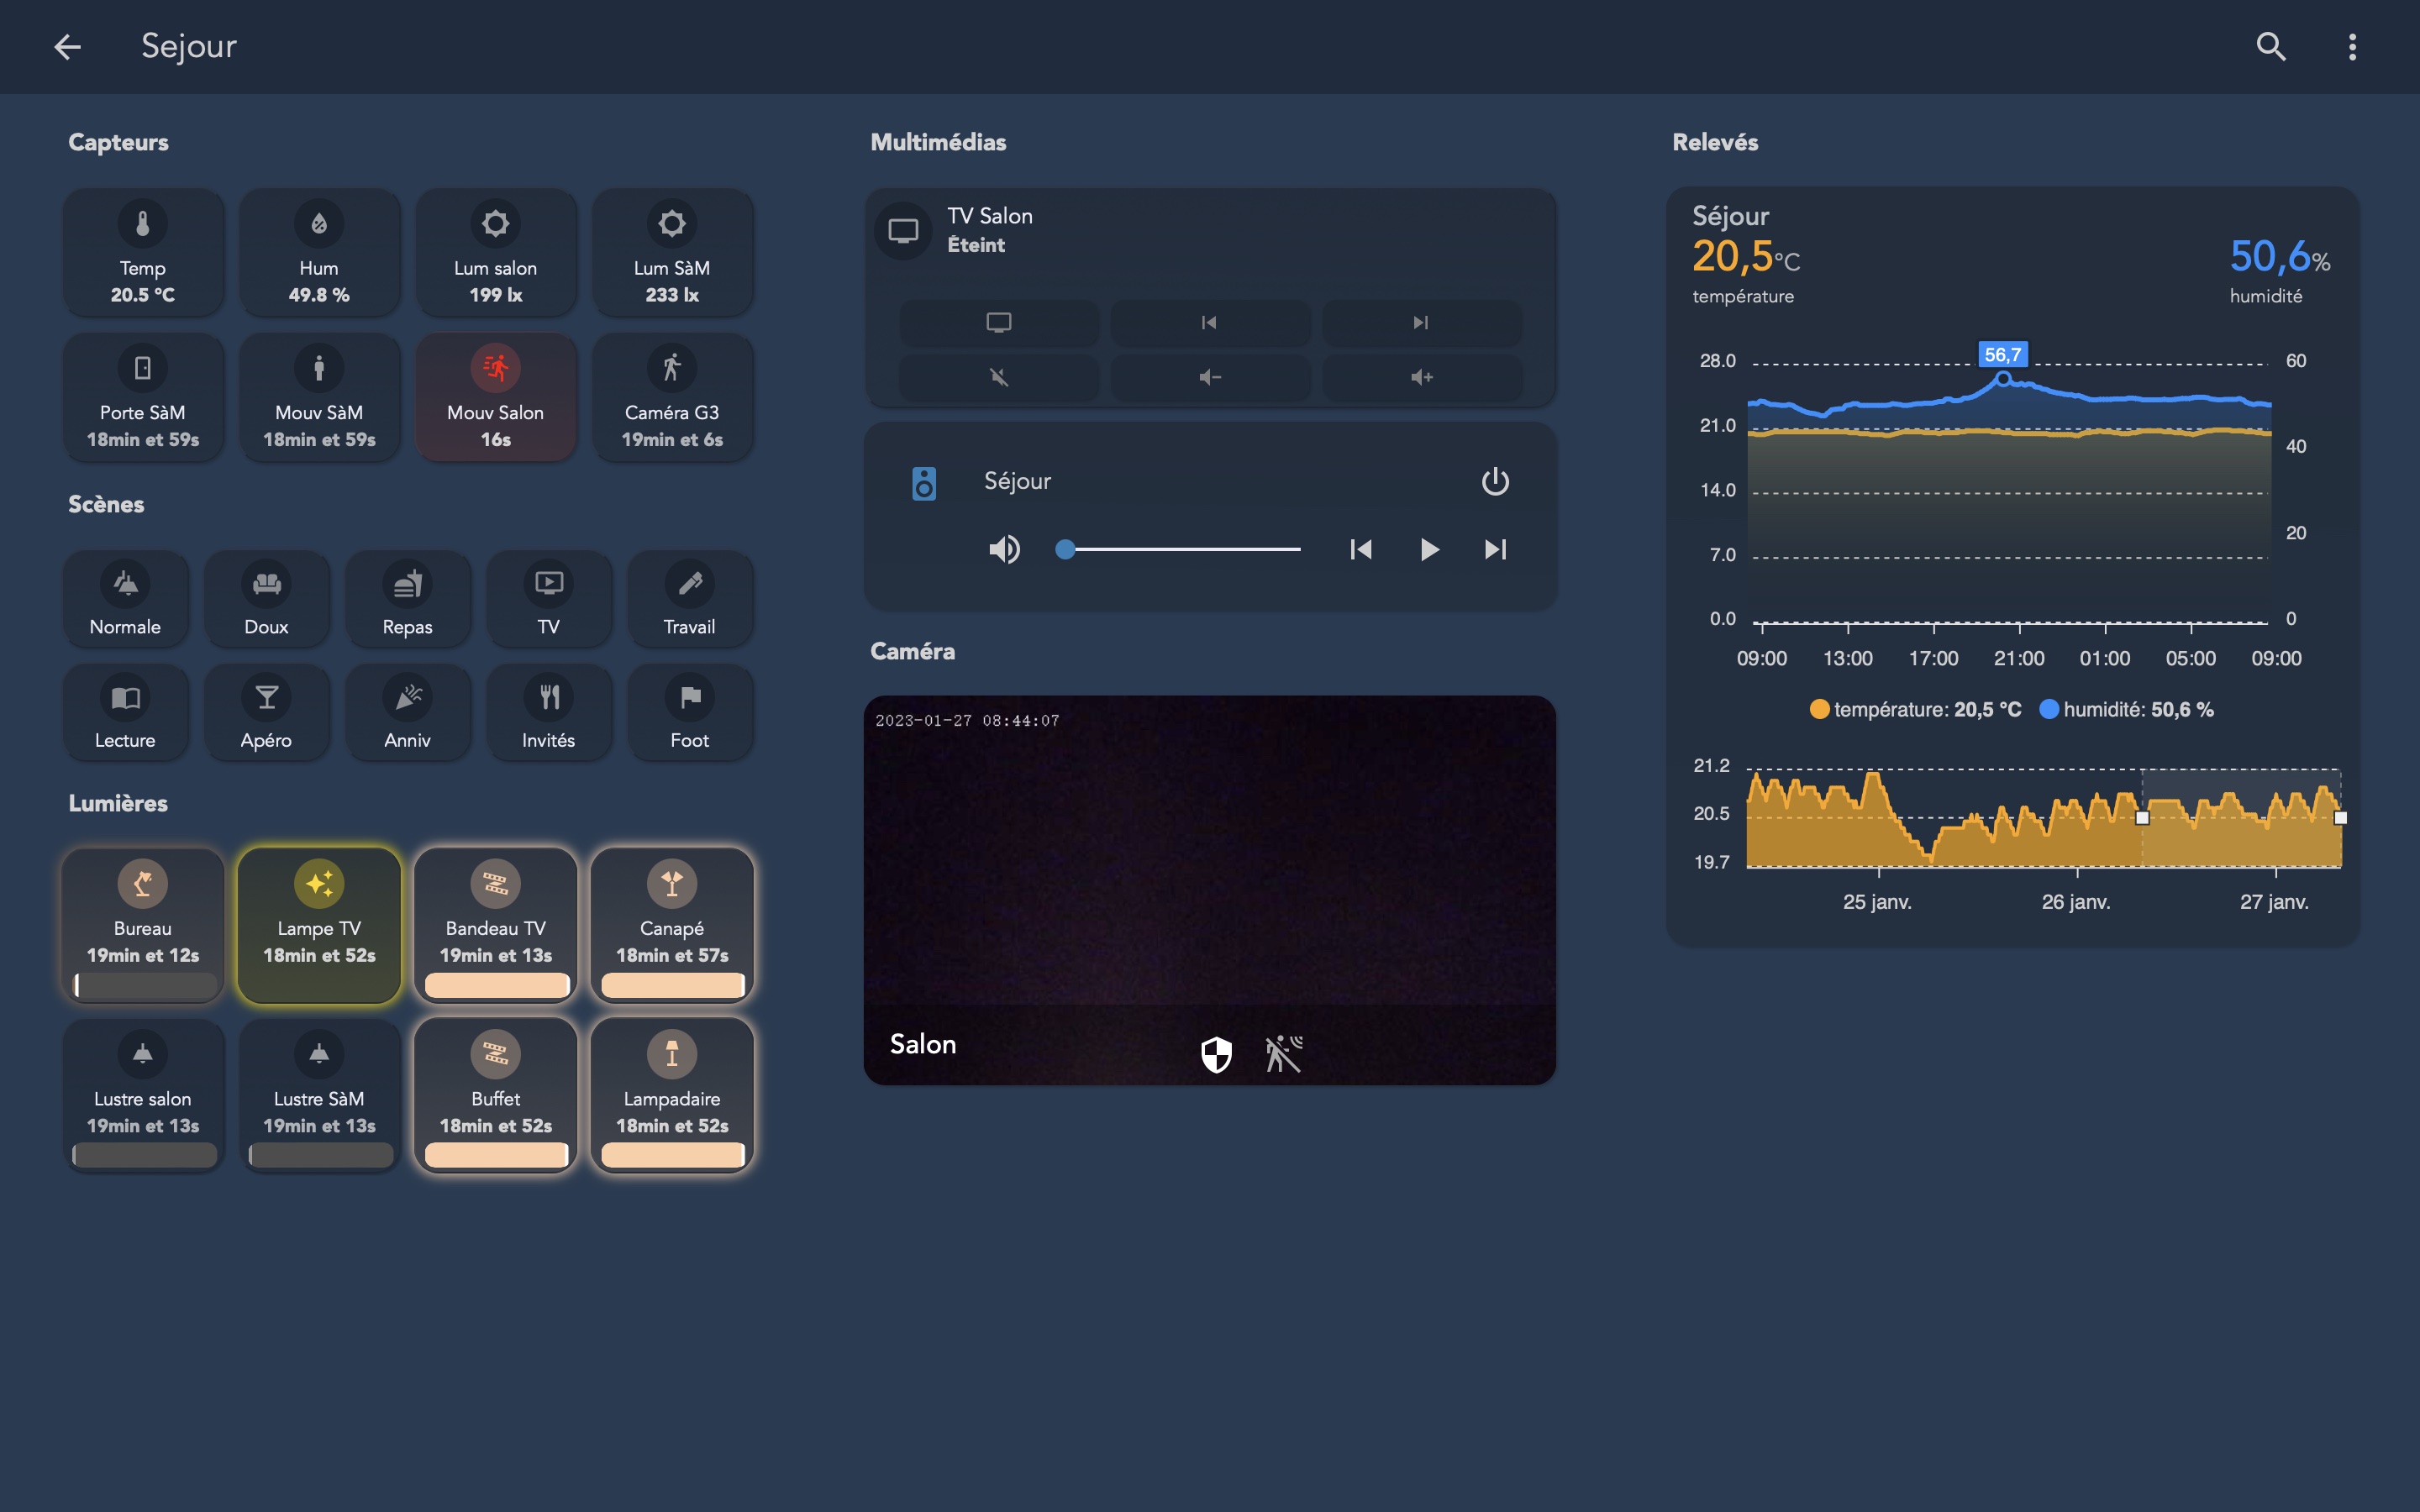 Sejour
Capteurs
Temp
20.5 °C
Hum
49.8 %
Lum salon
199 lx
Lum SàM
233 lx
Porte SàM
18min et 59s
Mouv SàM
18min et 59s
Mouv Salon
16s
Caméra G3
19min et 6s
Scènes
Normale
Doux
Repas
TV
Travail
Lecture
Apéro
Anniv
Invités
Foot
Lumières
Bureau
19min et 12s
Lampe TV
18min et 52s
Bandeau TV
19min et 13s
Canapé
18min et 57s
Lustre salon
19min et 13s
Lustre SàM
19min et 13s
Buffet
18min et 52s
Lampadaire
18min et 52s
Multimédias
TV Salon
Éteint
Séjour
Caméra
2023-01-27 08:44:07
Salon
Relevés
Séjour
20,5°C
température
50,6%
humidité
56,7
28.0
21.0
14.0
7.0
0.0
60
40
20
0
09:00 13:00 17:00 21:00 01:00 05:00 09:00
température: 20,5 °C humidité: 50,6 %
21.2
20.5
19.7
25 janv. 26 janv. 27 janv.